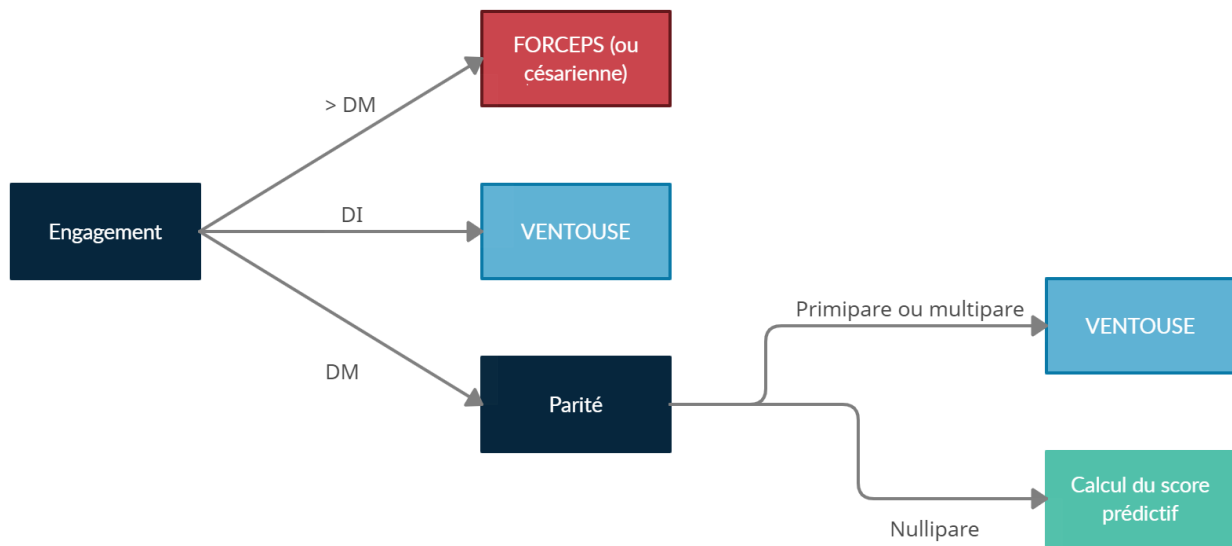 FORCEPS (ou
césarienne)
> DM
Engagement
DI
VENTOUSE
DM
Parité
Primipare ou multipare
VENTOUSE
Nullipare
Calcul du score
prédictif